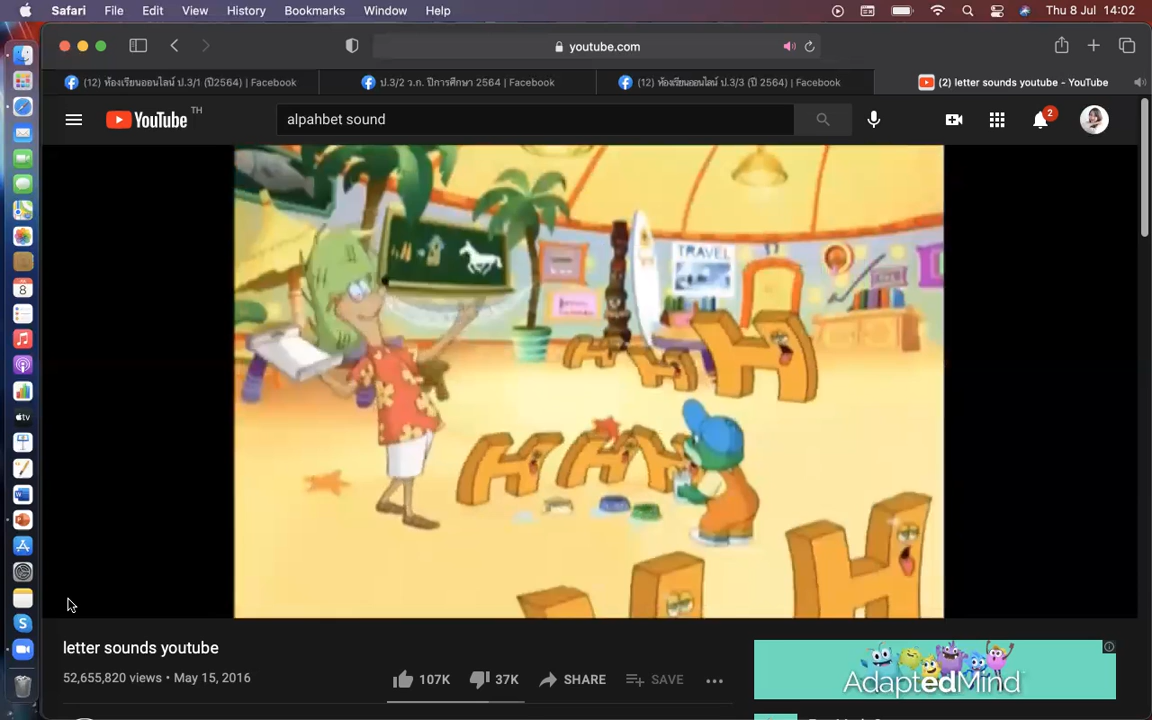 Safari File Edit View History Bookmarks Window Help Thu 8 Jul 14:02
youtube.com
(12) ห้องเรียนออนไลน์ ป.3/1 (ปี2564) | Facebook
ป.3/2 ว.ก. ปีการศึกษา 2564 | Facebook
(12) ห้องเรียนออนไลน์ ป.3/3 (ปี 2564) | Facebook
(2) letter sounds youtube - YouTube
YouTube TH
alpahbet sound
2
TRAVEL
H H H
H H H
H H
8
tv
letter sounds youtube
52,655,820 views • May 15, 2016
107K 37K SHARE SAVE
AdaptedMind